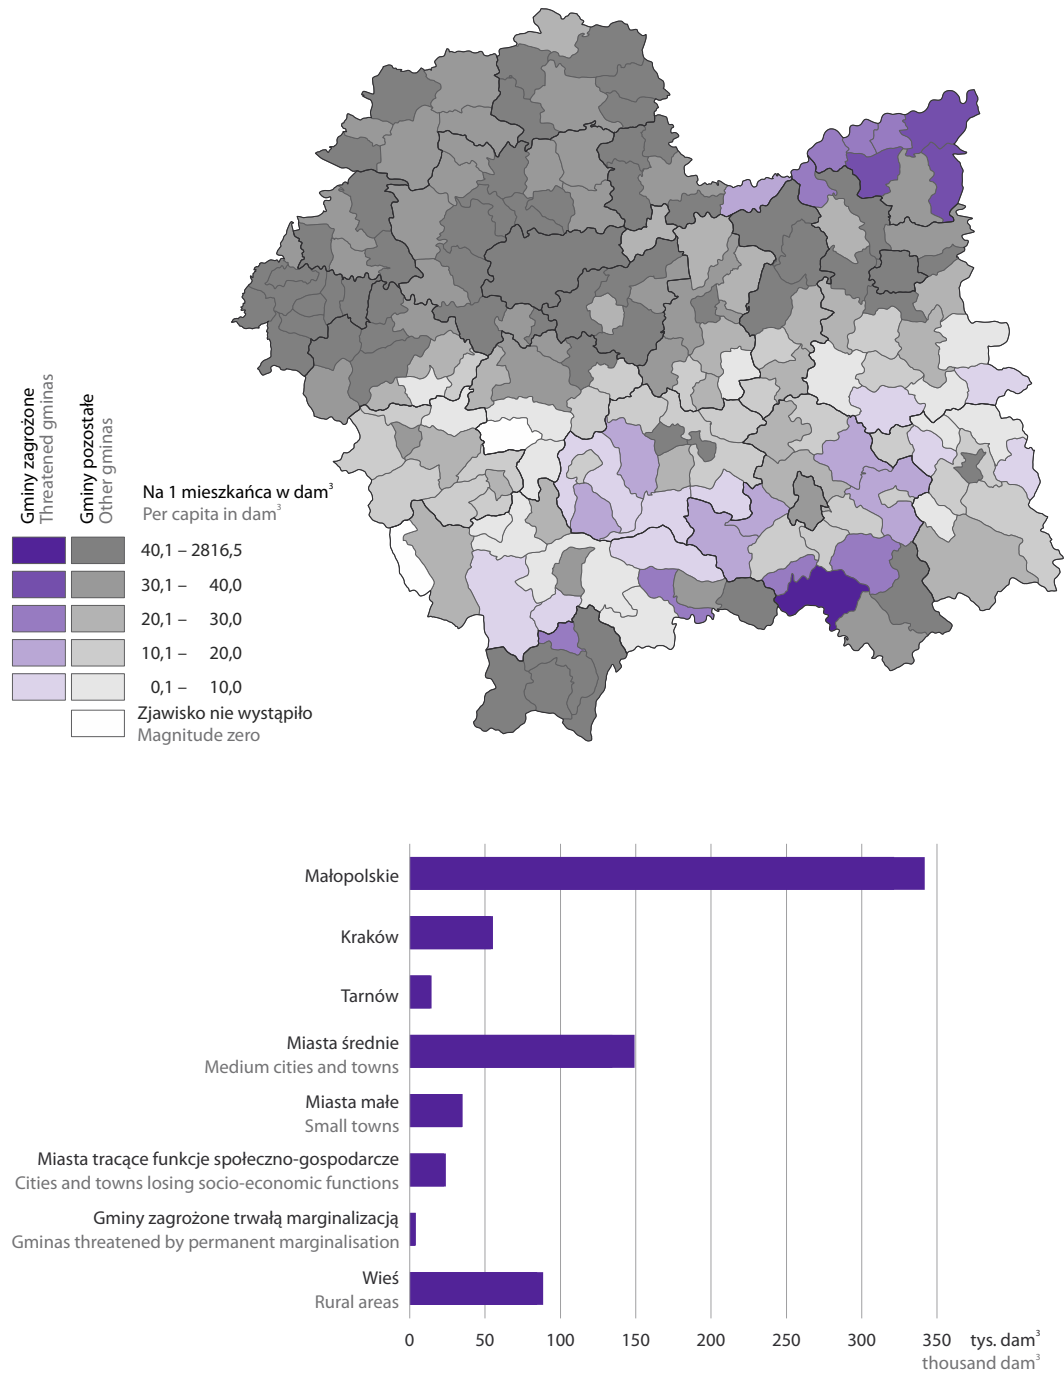 Gminy zagrożone
Threatened gminas
Gminy pozostałe
Other gminas
Na 1 mieszkańca w dam³
Per capita in dam³
40,1 – 2816,5
30,1 – 40,0
20,1 – 30,0
10,1 – 20,0
0,1 – 10,0
Zjawisko nie wystąpiło
Magnitude zero
Małopolskie
Kraków
Tarnów
Miasta średnie
Medium cities and towns
Miasta małe
Small towns
Miasta tracące funkcje społeczno-gospodarcze
Cities and towns losing socio-economic functions
Gminy zagrożone trwałą marginalizacją
Gminas threatened by permanent marginalisation
Wieś
Rural areas
0 50 100 150 200 250 300 350 tys. dam³
thousand dam³